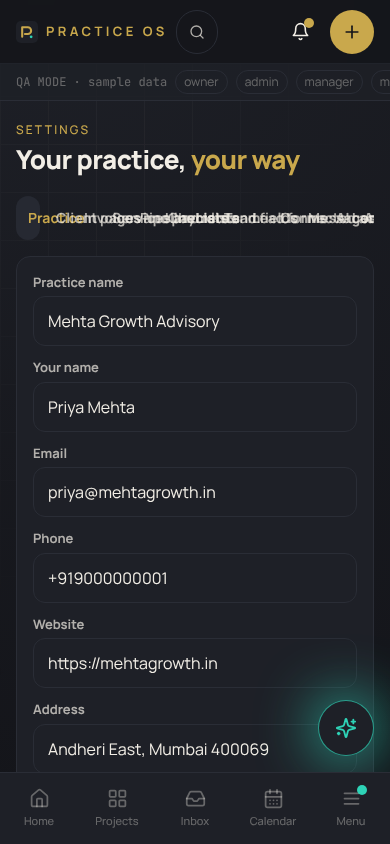 PRACTICE OS
QA MODE · sample data owner admin manager
SETTINGS
Your practice, your way
Practice
Practice name
Mehta Growth Advisory
Your name
Priya Mehta
Email
priya@mehtagrowth.in
Phone
+919000000001
Website
https://mehtagrowth.in
Address
Andheri East, Mumbai 400069
Home Projects Inbox Calendar Menu